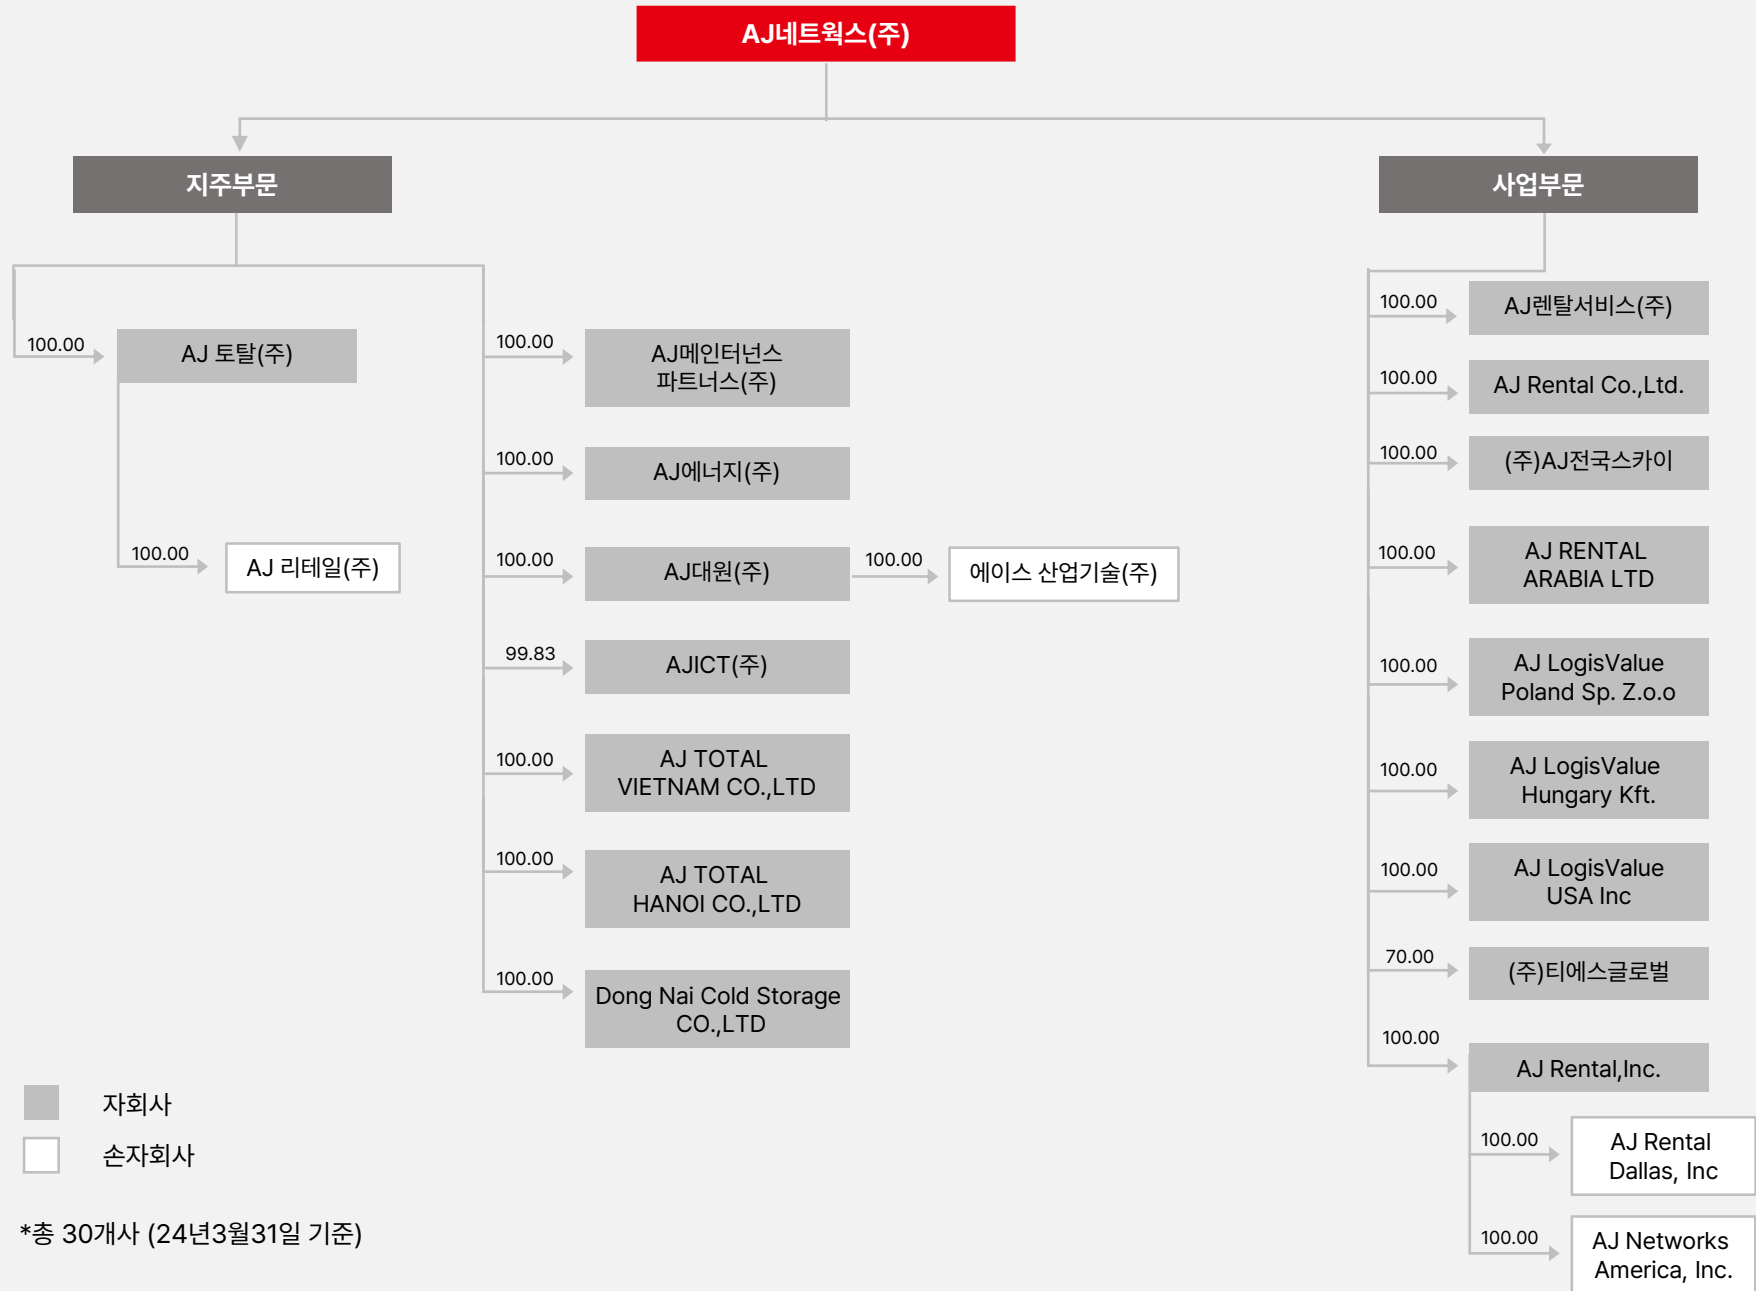 AJ네트웍스(주)
지주부문
사업부문
100.00
AJ 토탈(주)
100.00
AJ 리테일(주)
100.00
AJ메인터넌스
파트너스(주)
100.00
AJ에너지(주)
100.00
AJ대원(주)
100.00
에이스 산업기술(주)
99.83
AJICT(주)
100.00
AJ TOTAL
VIETNAM CO.,LTD
100.00
AJ TOTAL
HANOI CO.,LTD
100.00
Dong Nai Cold Storage
CO.,LTD
100.00
AJ렌탈서비스(주)
100.00
AJ Rental Co.,Ltd.
100.00
(주)AJ전국스카이
100.00
AJ RENTAL
ARABIA LTD
100.00
AJ LogisValue
Poland Sp. Z.o.o
100.00
AJ LogisValue
Hungary Kft.
100.00
AJ LogisValue
USA Inc
70.00
(주)티에스글로벌
100.00
AJ Rental,Inc.
100.00
AJ Rental
Dallas, Inc
100.00
AJ Networks
America, Inc.
자회사
손자회사
*총 30개사 (24년3월31일 기준)